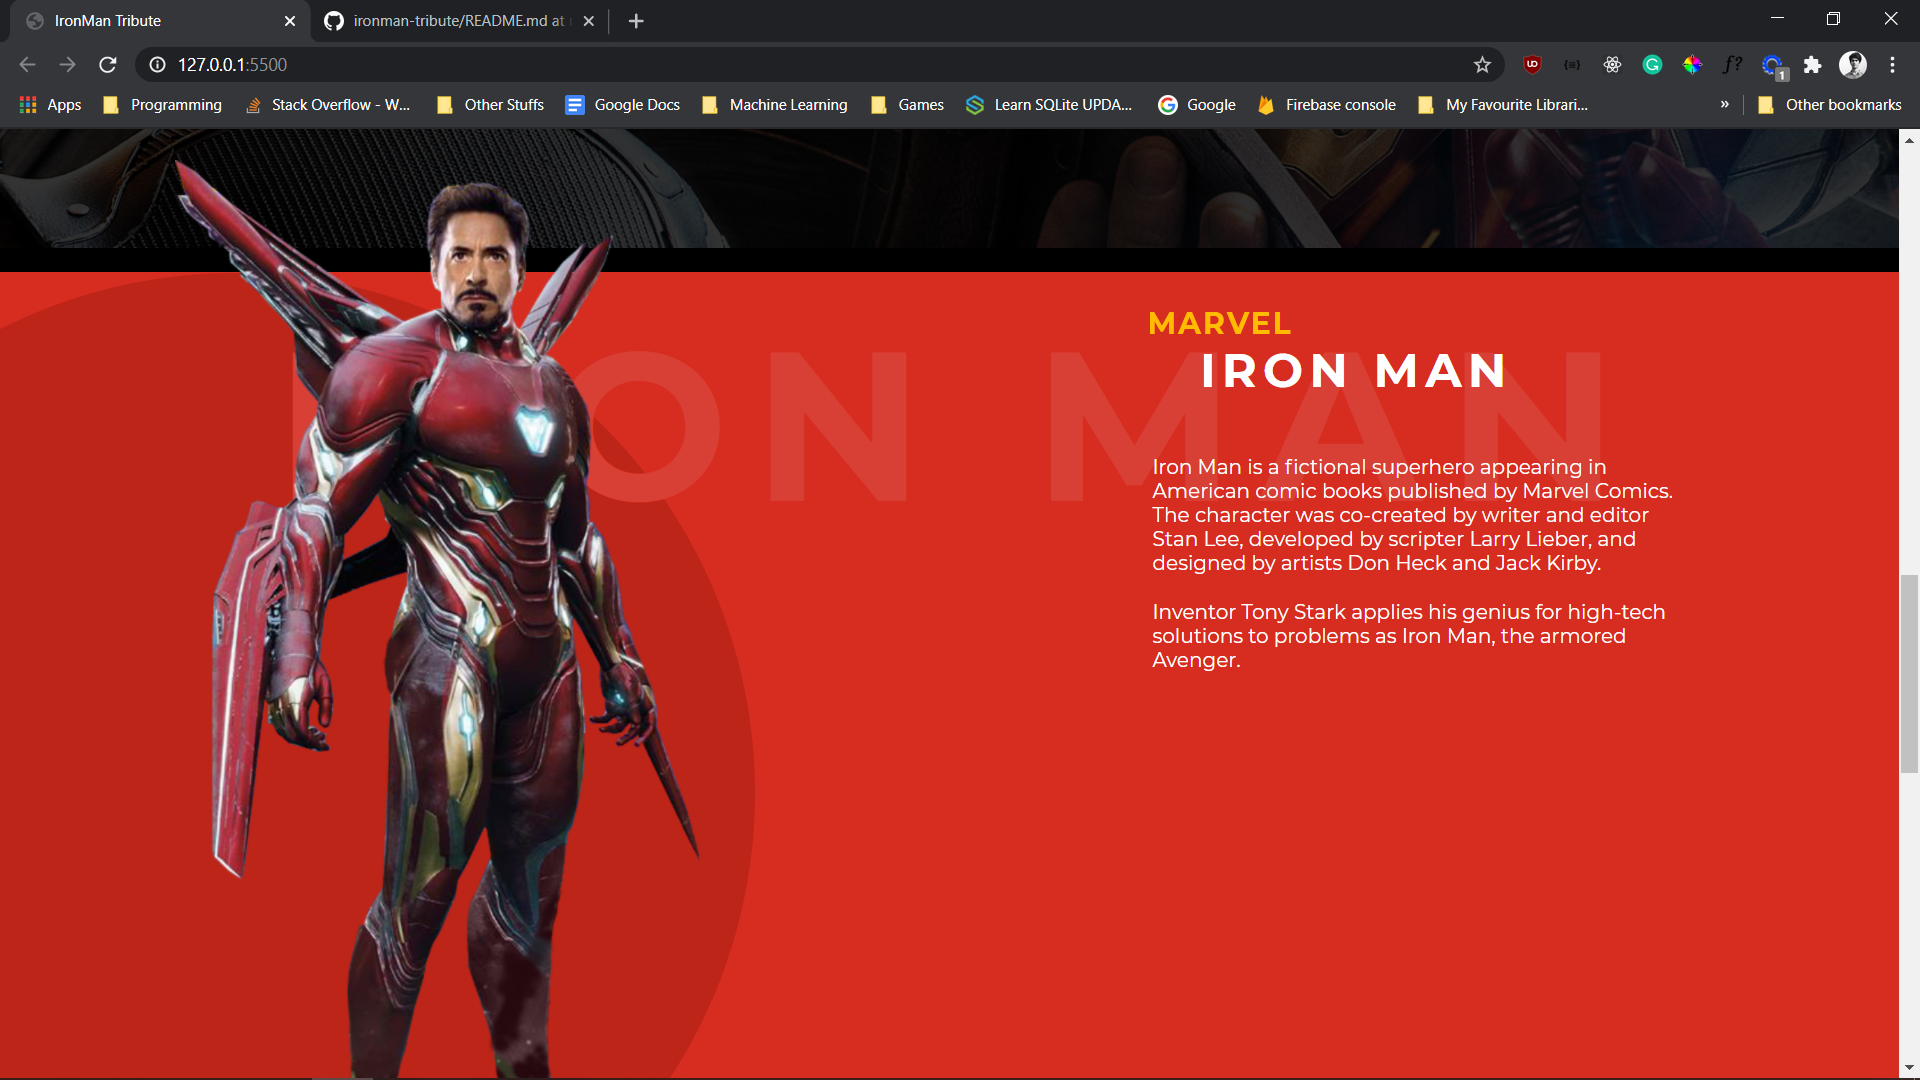 IronMan Tribute
ironman-tribute/README.md at
127.0.0.1:5500
UD
{≡}
G
f?
1
Apps
Programming
Stack Overflow - W...
Other Stuffs
Google Docs
Machine Learning
Games
Learn SQLite UPDA...
Google
Firebase console
My Favourite Librari...
»
Other bookmarks
MARVEL
IRON MAN
IRON MAN
Iron Man is a fictional superhero appearing in
American comic books published by Marvel Comics.
The character was co-created by writer and editor
Stan Lee, developed by scripter Larry Lieber, and
designed by artists Don Heck and Jack Kirby.
Inventor Tony Stark applies his genius for high-tech
solutions to problems as Iron Man, the armored
Avenger.